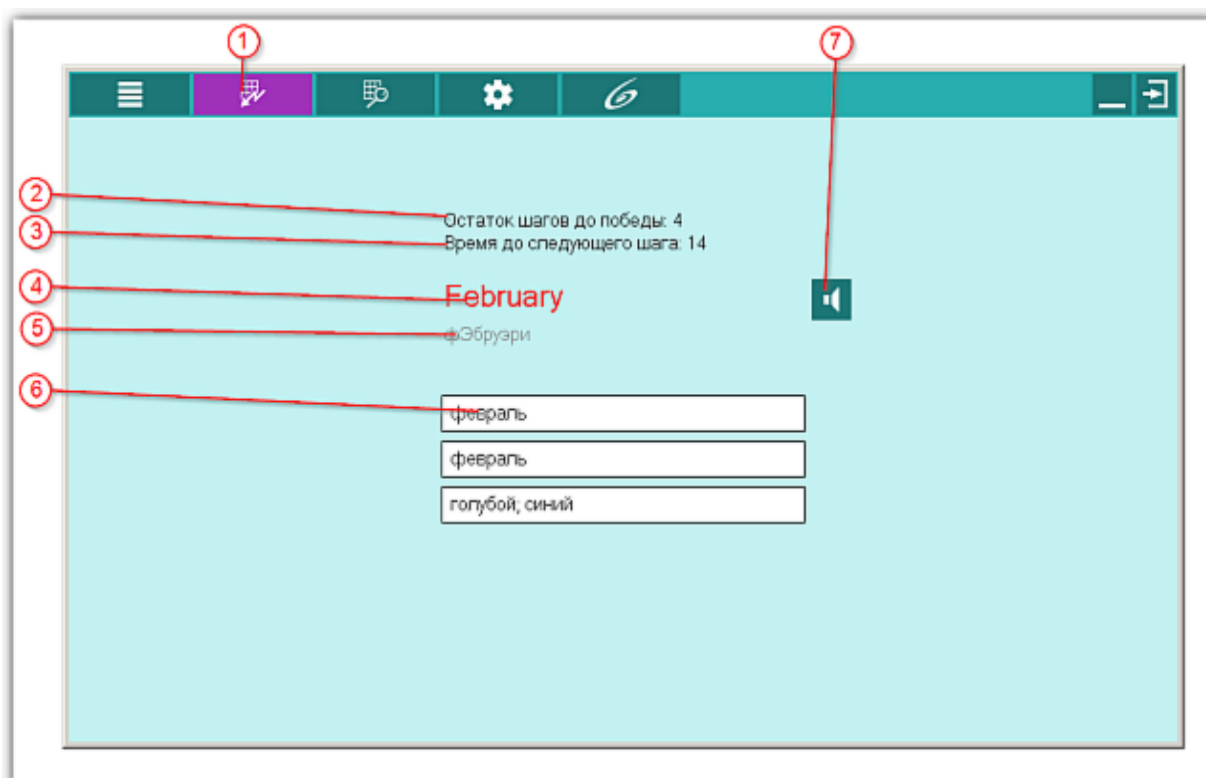 1
7
2
Остаток шагов до победы: 4
3
Время до следующего шага: 14
4
February
5
фЭбруэри
6
февраль
февраль
голубой; синий